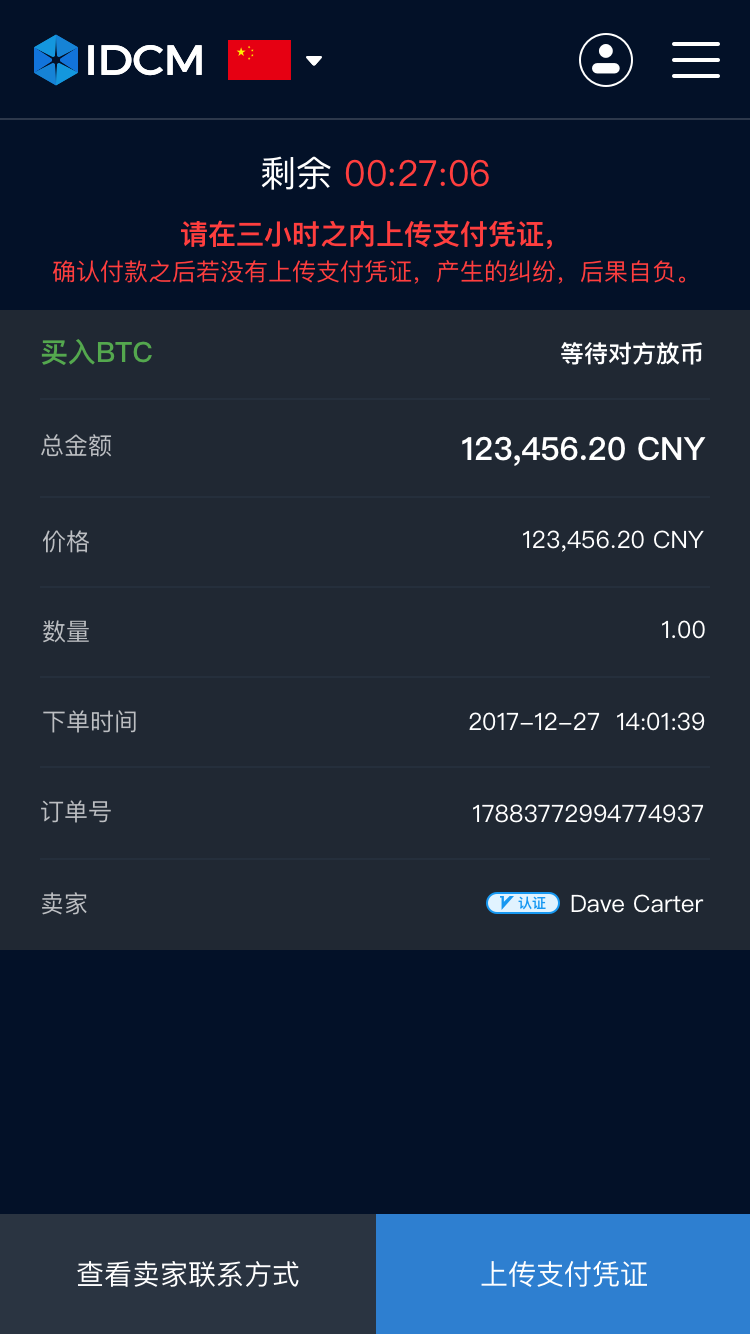 IDCM
剩余 00:27:06
请在三小时之内上传支付凭证,
确认付款之后若没有上传支付凭证，产生的纠纷，后果自负。
买入BTC 等待对方放币
总金额 123,456.20 CNY
价格 123,456.20 CNY
数量 1.00
下单时间 2017–12–27 14:01:39
订单号 17883772994774937
卖家 V 认证 Dave Carter
查看卖家联系方式 上传支付凭证